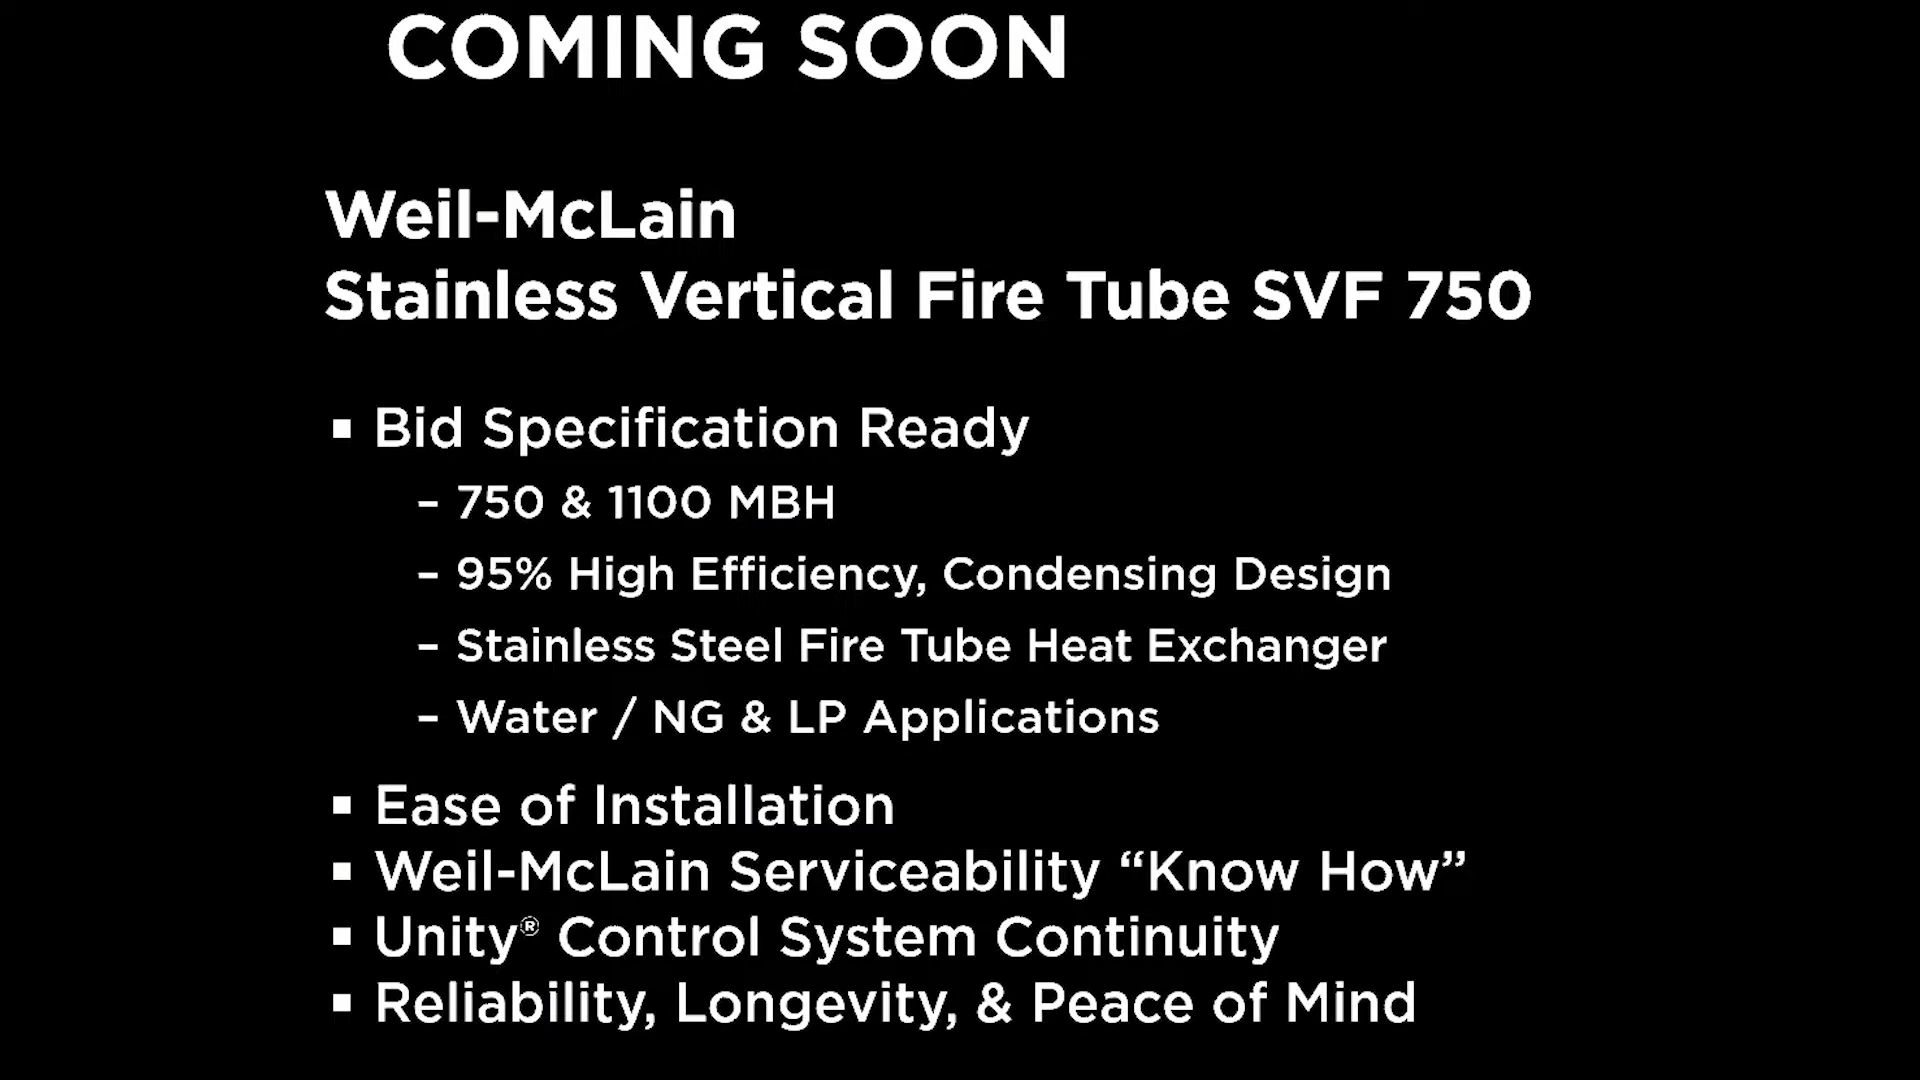 COMING SOON
Weil-McLain
Stainless Vertical Fire Tube SVF 750
▪ Bid Specification Ready
– 750 & 1100 MBH
– 95% High Efficiency, Condensing Design
– Stainless Steel Fire Tube Heat Exchanger
– Water / NG & LP Applications
▪ Ease of Installation
▪ Weil-McLain Serviceability “Know How”
▪ Unity® Control System Continuity
▪ Reliability, Longevity, & Peace of Mind